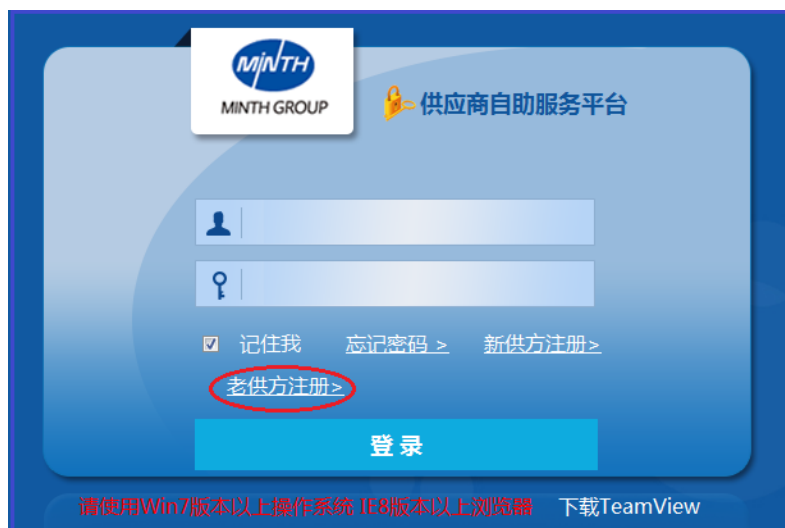 MINTH
MINTH GROUP
供应商自助服务平台
记住我 忘记密码 > 新供方注册>
老供方注册>
登 录
请使用Win7版本以上操作系统 IE8版本以上浏览器 下载TeamView